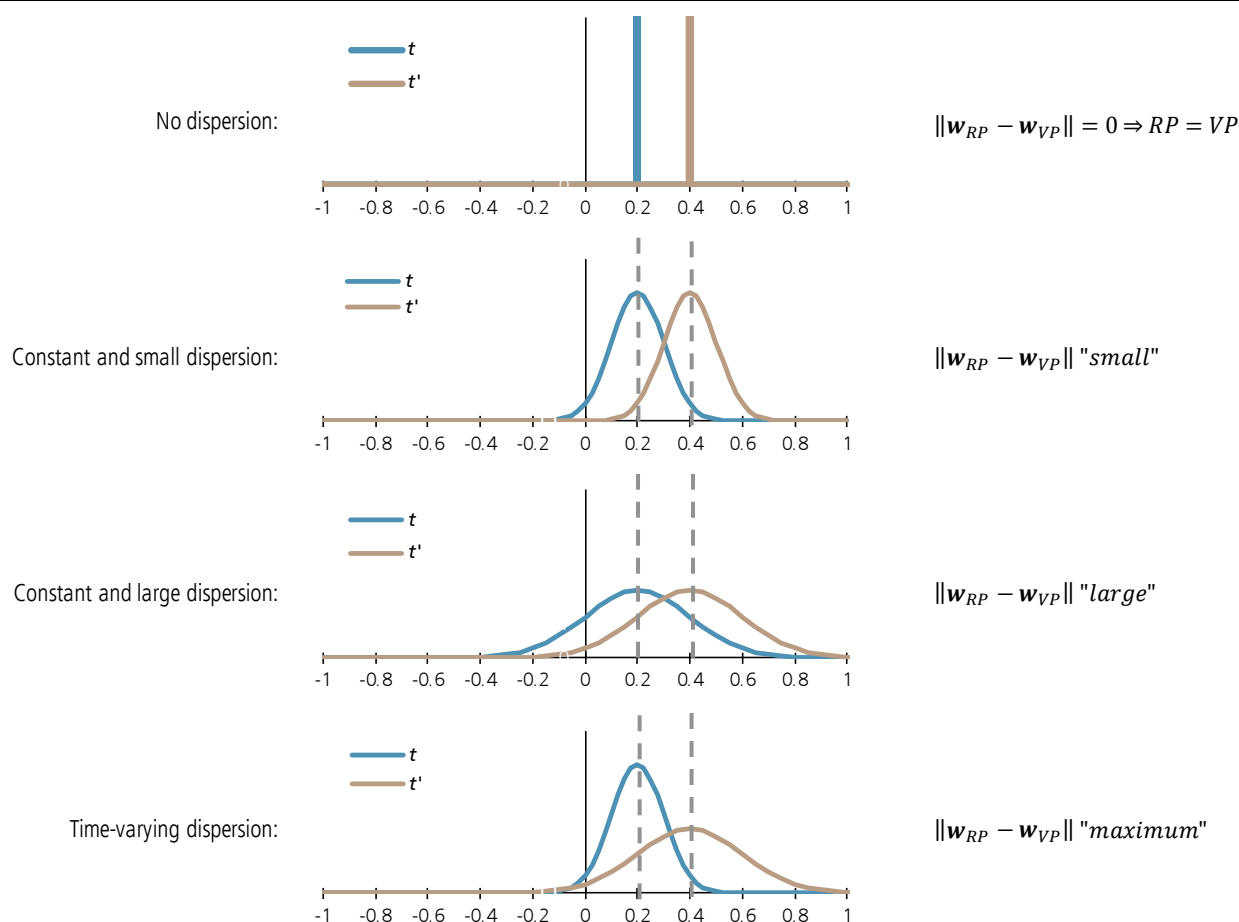 t
t'
No dispersion:
‖w_RP − w_VP‖ = 0 ⇒ RP = VP
-1 -0.8 -0.6 -0.4 -0.2 0 0.2 0.4 0.6 0.8 1
t
t'
Constant and small dispersion:
‖w_RP − w_VP‖ "small"
-1 -0.8 -0.6 -0.4 -0.2 0 0.2 0.4 0.6 0.8 1
t
t'
Constant and large dispersion:
‖w_RP − w_VP‖ "large"
-1 -0.8 -0.6 -0.4 -0.2 0 0.2 0.4 0.6 0.8 1
t
t'
Time-varying dispersion:
‖w_RP − w_VP‖ "maximum"
-1 -0.8 -0.6 -0.4 -0.2 0 0.2 0.4 0.6 0.8 1